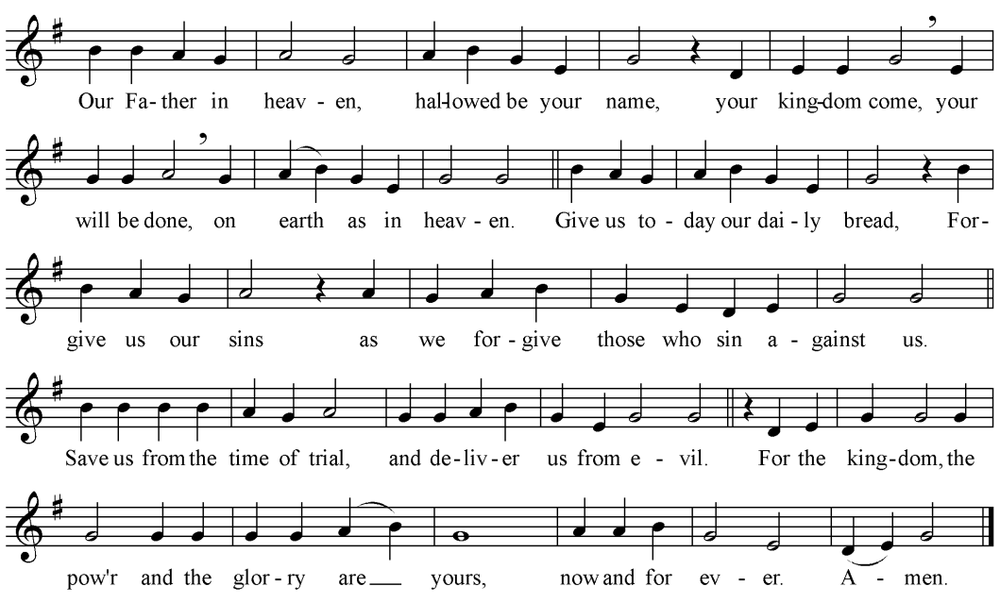 Our Fa- ther in heav - en, hal-lowed be your name, your king-dom come, your
will be done, on earth as in heav - en. Give us to - day our dai - ly bread, For-
give us our sins as we for - give those who sin a - gainst us.
Save us from the time of trial, and de-liv-er us from e - vil. For the king-dom, the
pow'r and the glor-ry are yours, now and for ev - er. A - men.